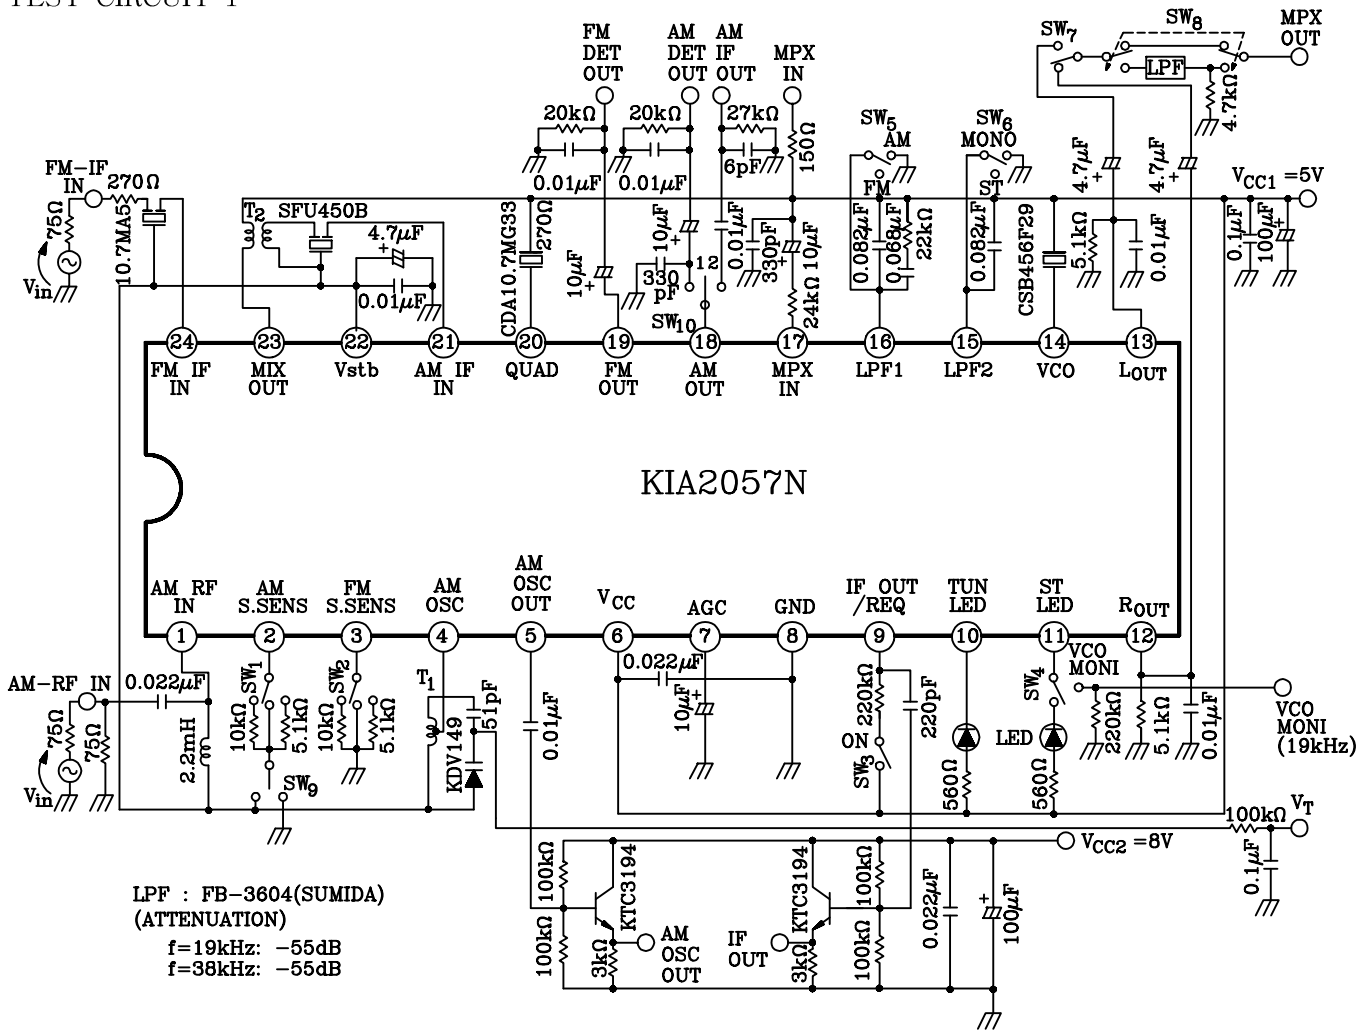 TEST CIRCUIT 1
FM
DET
OUT
AM
DET
OUT
AM
IF
OUT
MPX
IN
SW7
SW8
MPX
OUT
LPF
4.7kΩ
20kΩ
20kΩ
27kΩ
150Ω
SW5
AM
FM
SW6
MONO
ST
4.7μF
+
4.7μF
+
0.01μF
0.01μF
6pF
FM-IF
IN
270Ω
75Ω
Vin
10.7MA5
T2
SFU450B
4.7μF
+
0.01μF
CDA10.7MG33
270Ω
10μF
+
10μF
+
330
pF
12
SW10
0.01μF
330pF
10μF
+
24kΩ
0.082μF
0.068μF
22kΩ
0.082μF
CSB456F29
5.1kΩ
0.01μF
VCC1 =5V
0.1μF
100μF
+
24
23
22
21
20
19
18
17
16
15
14
13
FM IF
IN
MIX
OUT
Vstb
AM IF
IN
QUAD
FM
OUT
AM
OUT
MPX
IN
LPF1
LPF2
VCO
LOUT
KIA2057N
AM RF
IN
AM
S.SENS
FM
S.SENS
AM
OSC
AM
OSC
OUT
VCC
AGC
GND
IF OUT
/REQ
TUN
LED
ST
LED
ROUT
1
2
3
4
5
6
7
8
9
10
11
12
AM-RF IN
0.022μF
75Ω
75Ω
Vin
2.2mH
SW1
10kΩ
5.1kΩ
SW2
10kΩ
5.1kΩ
SW9
T1
51pF
KDV149
0.01μF
0.022μF
10μF
+
220kΩ
220pF
ON
SW3
LED
560Ω
560Ω
SW4
VCO
MONI
220kΩ
5.1kΩ
0.01μF
VCO
MONI
(19kHz)
100kΩ
VT
0.1μF
VCC2 =8V
100kΩ
100kΩ
KTC3194
3kΩ
AM
OSC
OUT
IF
OUT
KTC3194
3kΩ
100kΩ
100kΩ
0.022μF
+
100μF
LPF : FB-3604(SUMIDA)
(ATTENUATION)
f=19kHz: -55dB
f=38kHz: -55dB